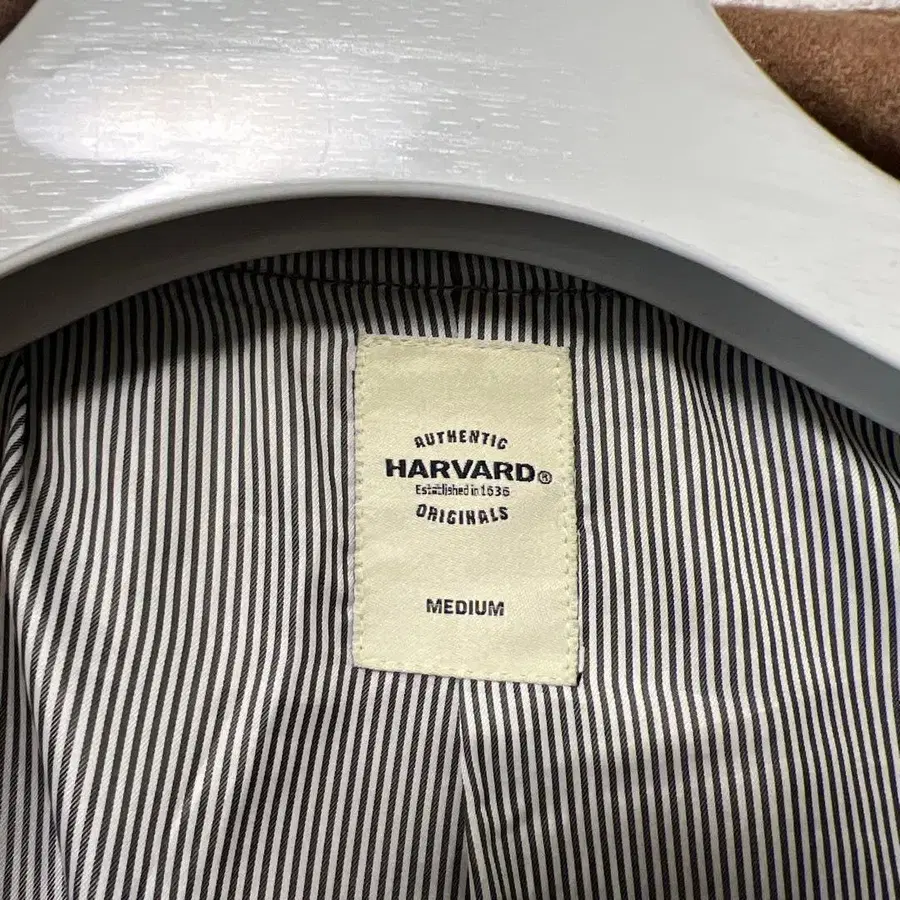 AUTHENTIC
HARVARD®
Established in 1636
ORIGINALS
MEDIUM